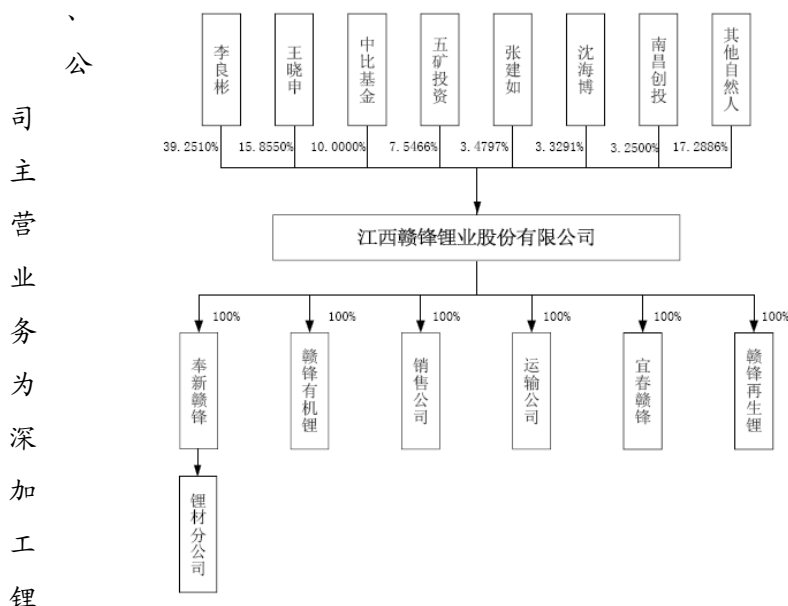 、公
司主营业务为深加工锂
李良彬
王晓申
中比基金
五矿投资
张建如
沈海博
南昌创投
其他自然人
39.2510%
15.8550%
10.0000%
7.5466%
3.4797%
3.3291%
3.2500%
17.2886%
江西赣锋锂业股份有限公司
100%
100%
100%
100%
100%
100%
奉新赣锋
赣锋有机锂
销售公司
运输公司
宜春赣锋
赣锋再生锂
锂材分公司